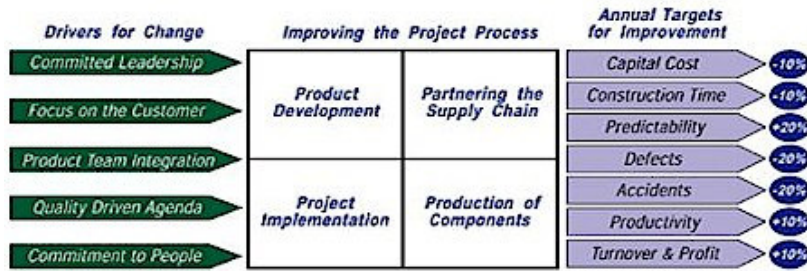 Drivers for Change
Committed Leadership
Focus on the Customer
Product Team Integration
Quality Driven Agenda
Commitment to People
Improving the Project Process
Product
Development
Partnering the
Supply Chain
Project
Implementation
Production of
Components
Annual Targets
for Improvement
Capital Cost -10%
Construction Time -10%
Predictability +20%
Defects -20%
Accidents -20%
Productivity +10%
Turnover & Profit +10%